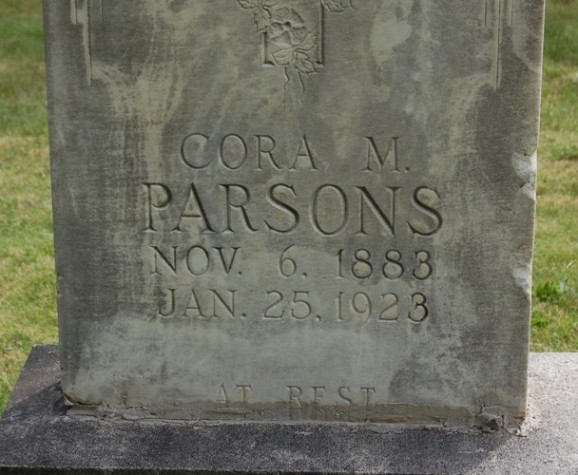 CORA M.
PARSONS
NOV. 6, 1883
JAN. 25, 1923
AT REST